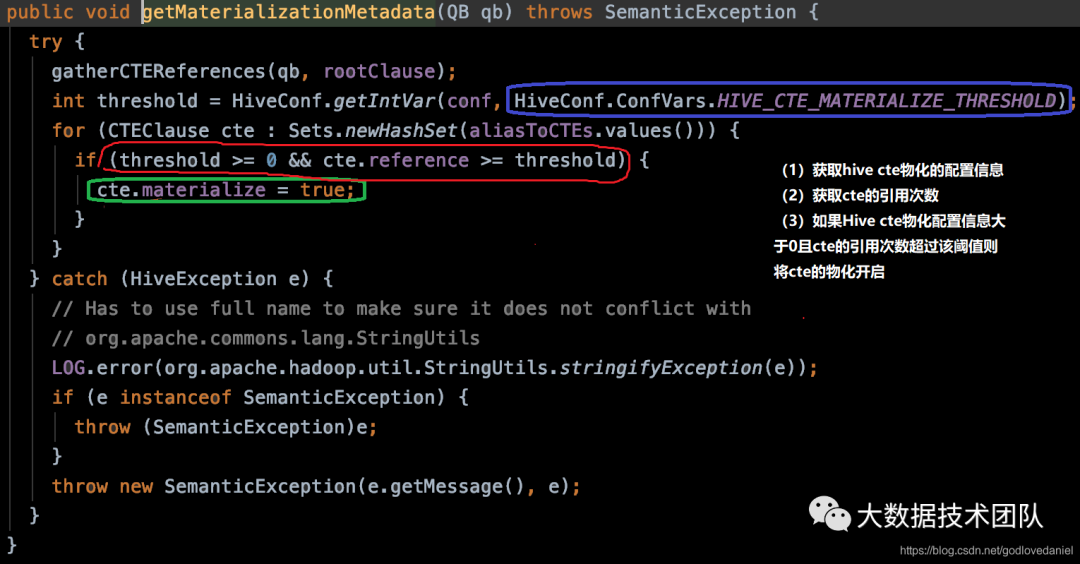 public void getMaterializationMetadata(QB qb) throws SemanticException {
try {
gatherCTEReferences(qb, rootClause);
int threshold = HiveConf.getIntVar(conf, HiveConf.ConfVars.HIVE_CTE_MATERIALIZE_THRESHOLD);
for (CTEClause cte : Sets.newHashSet(aliasToCTEs.values())) {
if (threshold >= 0 && cte.reference >= threshold) {
cte.materialize = true;
}
}
} catch (HiveException e) {
// Has to use full name to make sure it does not conflict with
// org.apache.commons.lang.StringUtils
LOG.error(org.apache.hadoop.util.StringUtils.stringifyException(e));
if (e instanceof SemanticException) {
throw (SemanticException)e;
}
throw new SemanticException(e.getMessage(), e);
}
}
（1）获取hive cte物化的配置信息
（2）获取cte的引用次数
（3）如果Hive cte物化配置信息大
于0且cte的引用次数超过该阈值则
将cte的物化开启
大数据技术团队
https://blog.csdn.net/godlovedaniel